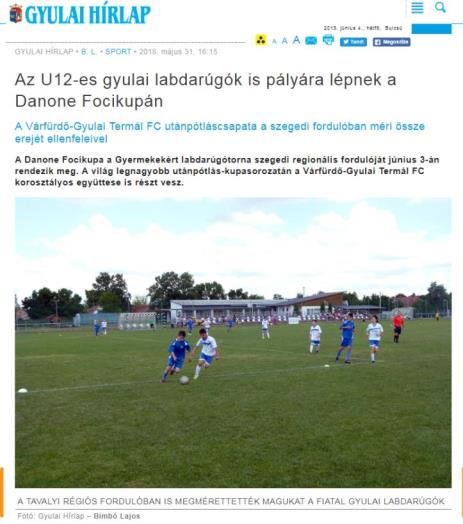 GYULAI HÍRLAP
2018. június 4., hétfő, Bulcsú
A A A Tweet Megosztás
GYULAI HÍRLAP • B. L. • SPORT • 2018. május 31. 16:15
Az U12-es gyulai labdarúgók is pályára lépnek a
Danone Focikupán
A Várfürdő-Gyulai Termál FC utánpótláscsapata a szegedi fordulóban méri össze
erejét ellenfeleivel
A Danone Focikupa a Gyermekekért labdarúgótorna szegedi regionális fordulóját június 3-án
rendezik meg. A világ legnagyobb utánpótlás-kupasorozatán a Várfürdő-Gyulai Termál FC
korosztályos együttese is részt vesz.
A TAVALYI RÉGIÓS FORDULÓBAN IS MEGMÉRETTETTÉK MAGUKAT A FIATAL GYULAI LABDARÚGÓK
Fotó: Gyulai Hírlap – Bimbó Lajos